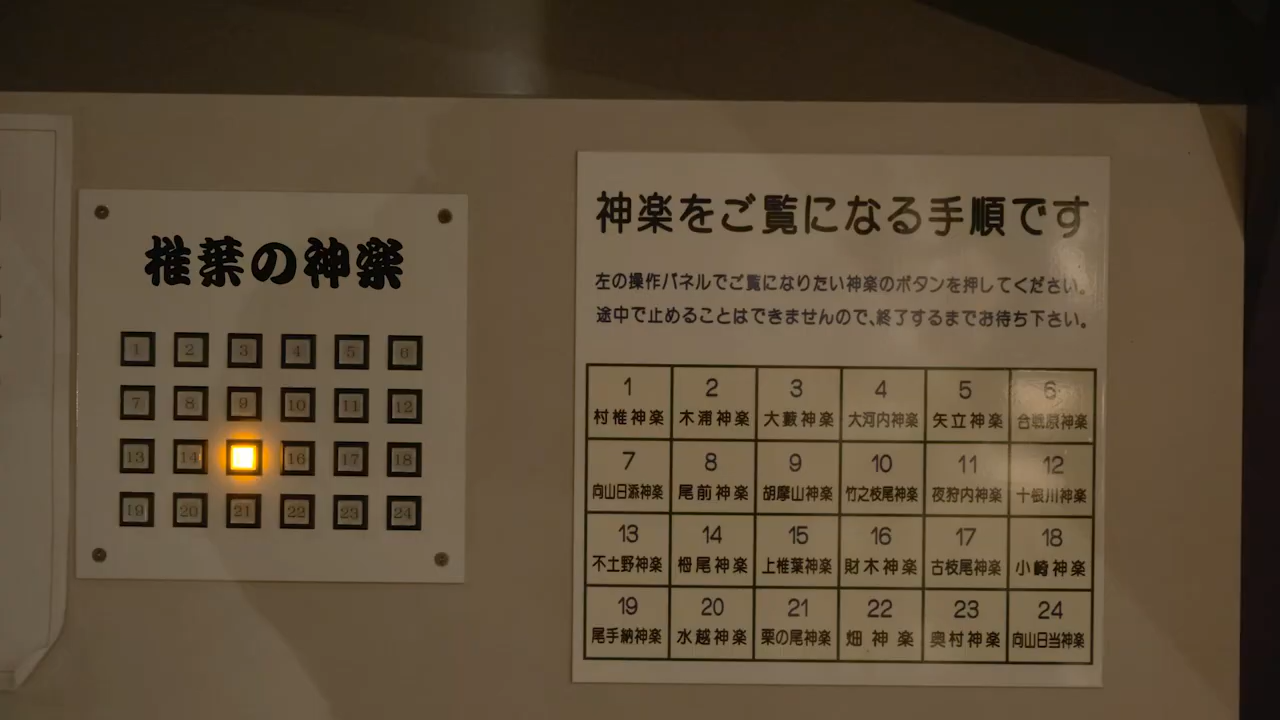 椎葉の神楽
1 2 3 4 5 6
7 8 9 10 11 12
13 14 16 17 18
19 20 21 22 23 24
神楽をご覧になる手順です
左の操作パネルでご覧になりたい神楽のボタンを押してください。
途中で止めることはできませんので、終了するまでお待ち下さい。
1 2 3 4 5 6
村椎神楽 木浦神楽 大藪神楽 大河内神楽 矢立神楽 合戦原神楽
7 8 9 10 11 12
向山日添神楽 尾前神楽 胡摩山神楽 竹之枝尾神楽 夜狩内神楽 十根川神楽
13 14 15 16 17 18
不土野神楽 栂尾神楽 上椎葉神楽 財木神楽 古枝尾神楽 小崎神楽
19 20 21 22 23 24
尾手納神楽 水越神楽 栗の尾神楽 畑神楽 奥村神楽 向山日当神楽